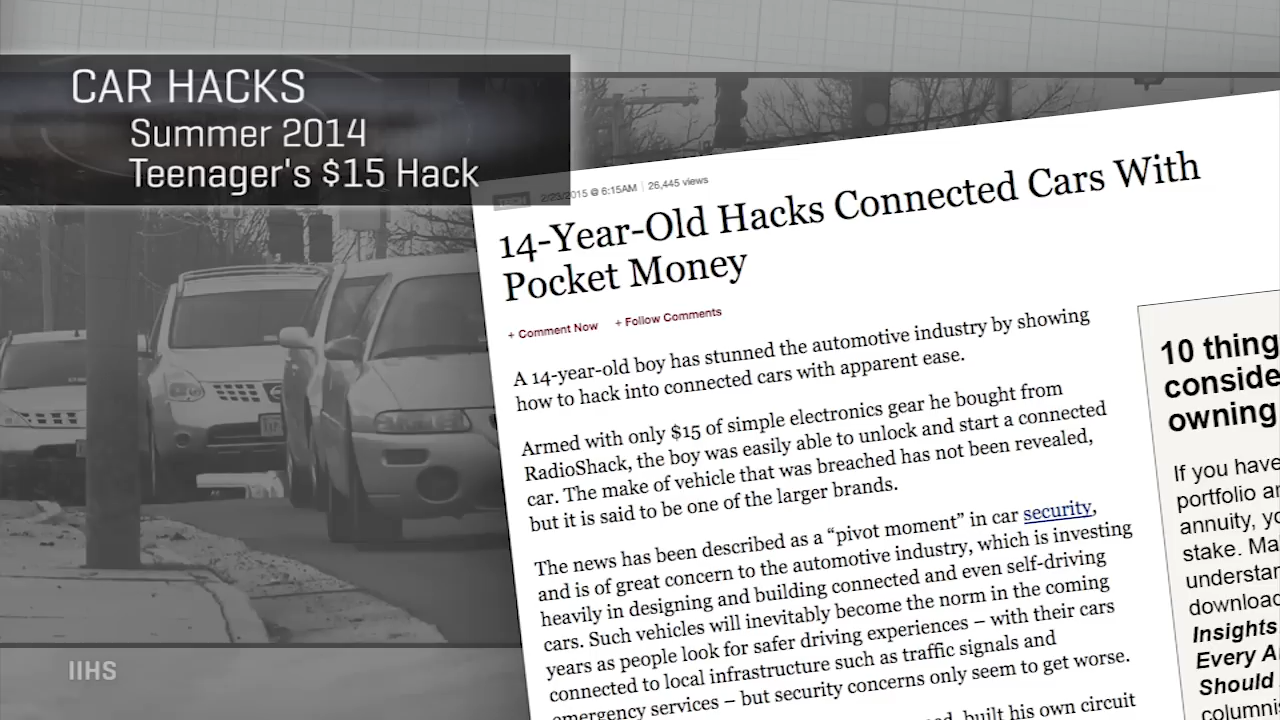 CAR HACKS
Summer 2014
Teenager's $15 Hack
TECH 2/23/2015 @ 6:15AM | 26,445 views
14-Year-Old Hacks Connected Cars With
Pocket Money
+ Comment Now + Follow Comments
A 14-year-old boy has stunned the automotive industry by showing
how to hack into connected cars with apparent ease.
Armed with only $15 of simple electronics gear he bought from
RadioShack, the boy was easily able to unlock and start a connected
car. The make of vehicle that was breached has not been revealed,
but it is said to be one of the larger brands.
The news has been described as a “pivot moment” in car security,
and is of great concern to the automotive industry, which is investing
heavily in designing and building connected and even self-driving
cars. Such vehicles will inevitably become the norm in the coming
years as people look for safer driving experiences – with their cars
connected to local infrastructure such as traffic signals and
emergency services – but security concerns only seem to get worse.
built his own circuit
10 thing
conside
owning
If you have
portfolio a
annuity, yo
stake. Ma
understan
download
Insights
Every A
Should
columni
IIHS